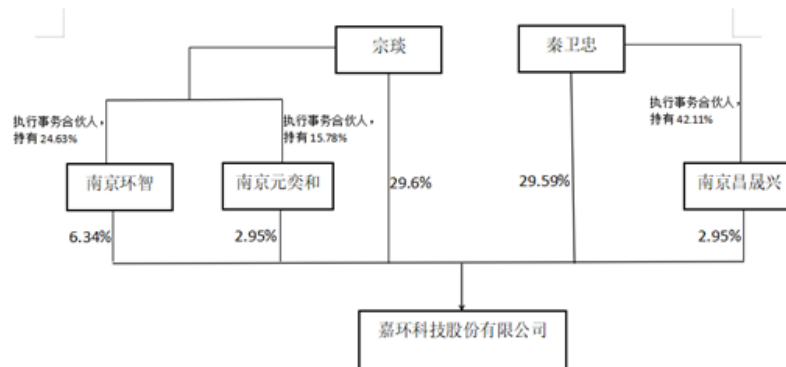 宗琰
秦卫忠
执行事务合伙人，
持有 24.63%
执行事务合伙人，
持有 15.78%
执行事务合伙人，
持有 42.11%
南京环智
南京元奕和
29.6%
29.59%
南京昌晟兴
6.34%
2.95%
2.95%
嘉环科技股份有限公司